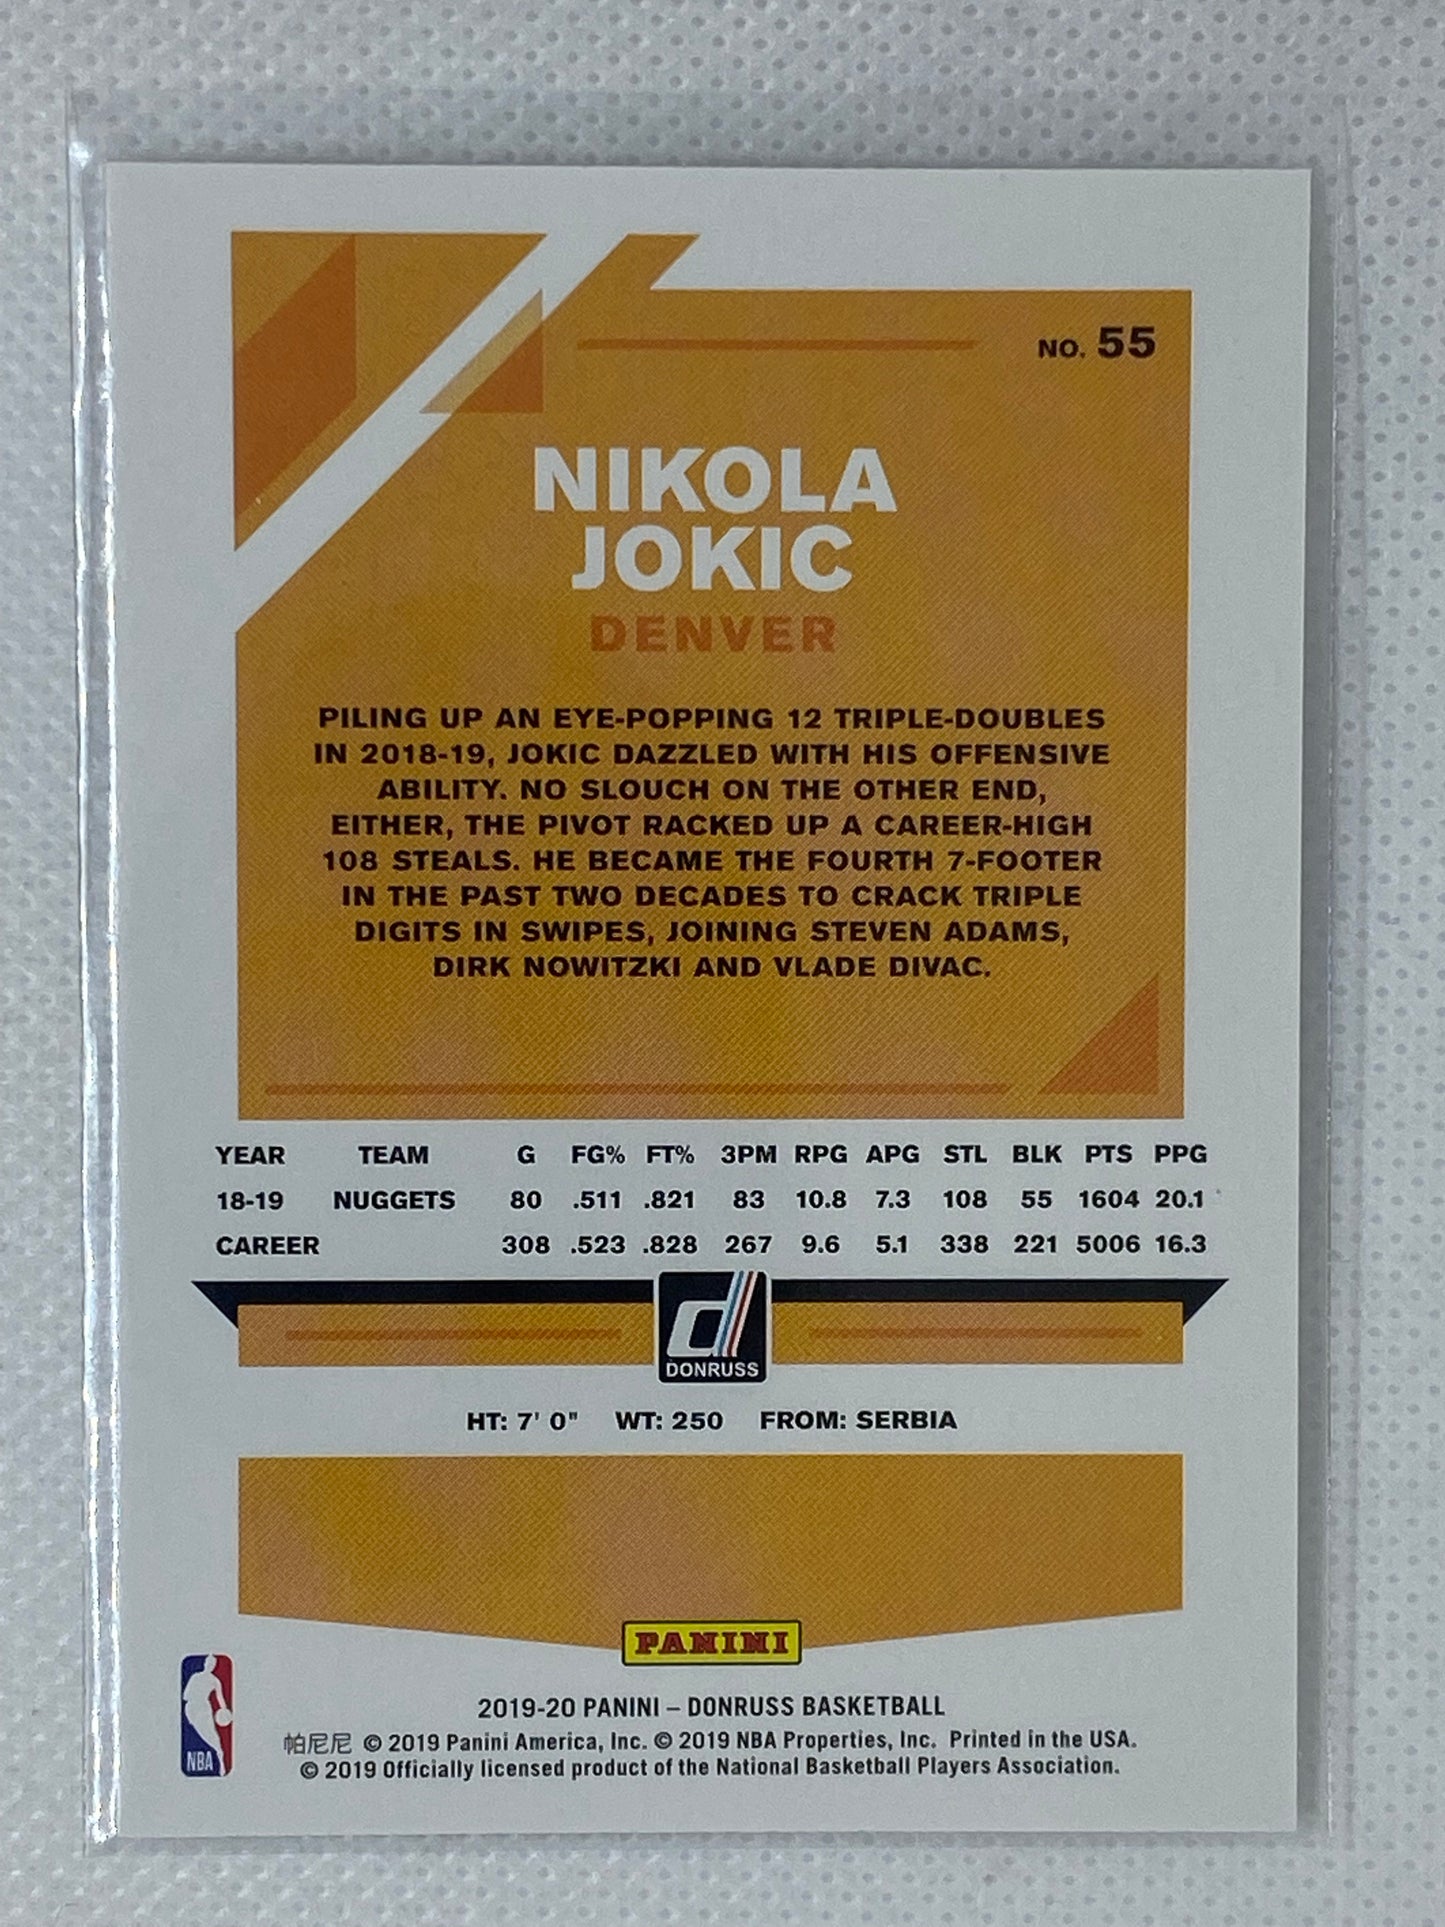 NO. 55
NIKOLA
JOKIC
DENVER
PILING UP AN EYE-POPPING 12 TRIPLE-DOUBLES
IN 2018-19, JOKIC DAZZLED WITH HIS OFFENSIVE
ABILITY. NO SLOUCH ON THE OTHER END,
EITHER, THE PIVOT RACKED UP A CAREER-HIGH
108 STEALS. HE BECAME THE FOURTH 7-FOOTER
IN THE PAST TWO DECADES TO CRACK TRIPLE
DIGITS IN SWIPES, JOINING STEVEN ADAMS,
DIRK NOWITZKI AND VLADE DIVAC.
YEAR TEAM G FG% FT% 3PM RPG APG STL BLK PTS PPG
18-19 NUGGETS 80 .511 .821 83 10.8 7.3 108 55 1604 20.1
CAREER 308 .523 .828 267 9.6 5.1 338 221 5006 16.3
d
DONRUSS
HT: 7' 0" WT: 250 FROM: SERBIA
PANINI
NBA
2019-20 PANINI – DONRUSS BASKETBALL
帕尼尼 © 2019 Panini America, Inc. © 2019 NBA Properties, Inc. Printed in the USA.
© 2019 Officially licensed product of the National Basketball Players Association.